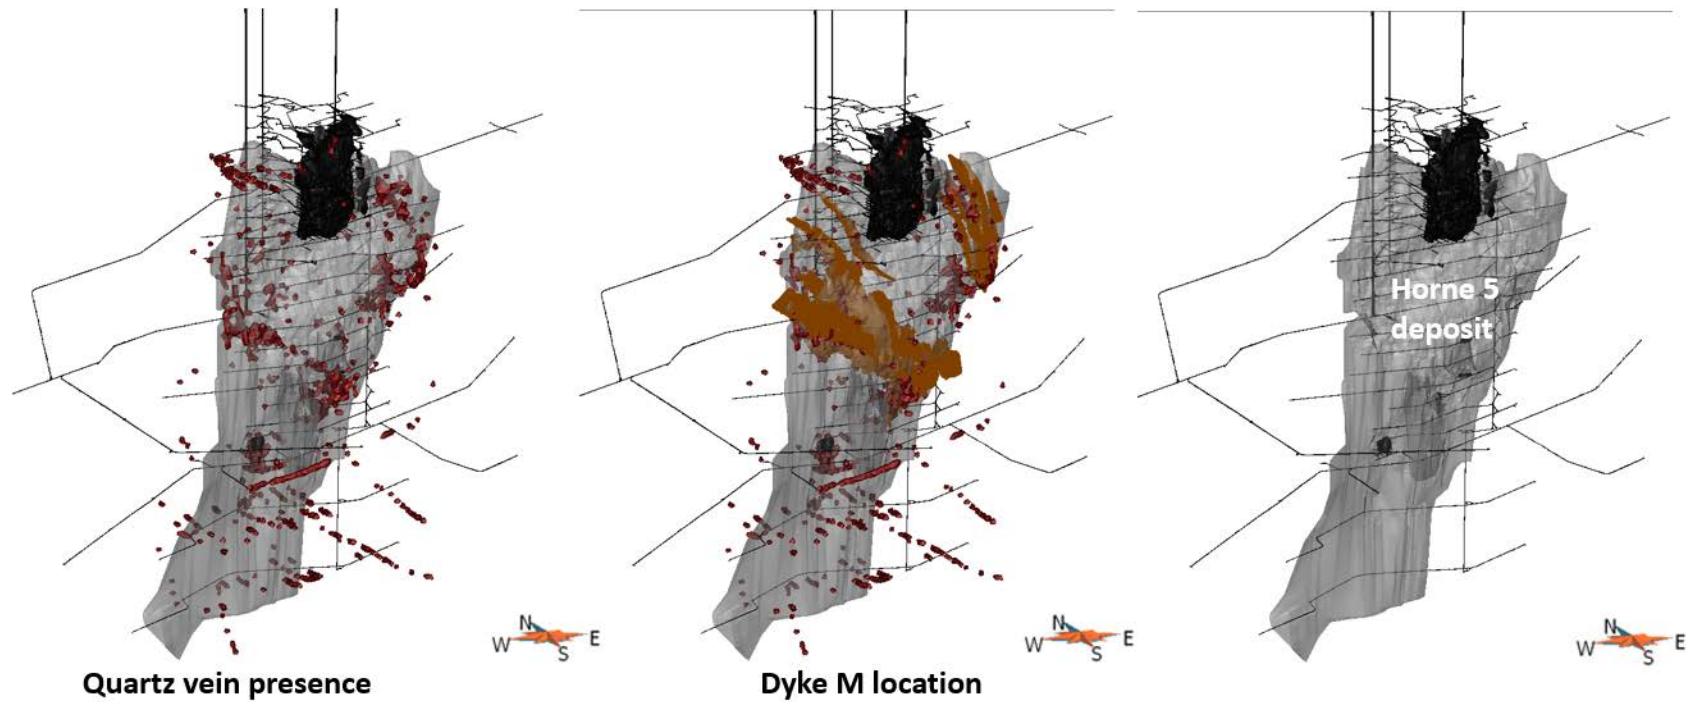 Horne 5
deposit
N
W
E
S
N
W
E
S
N
W
E
S
Quartz vein presence
Dyke M location